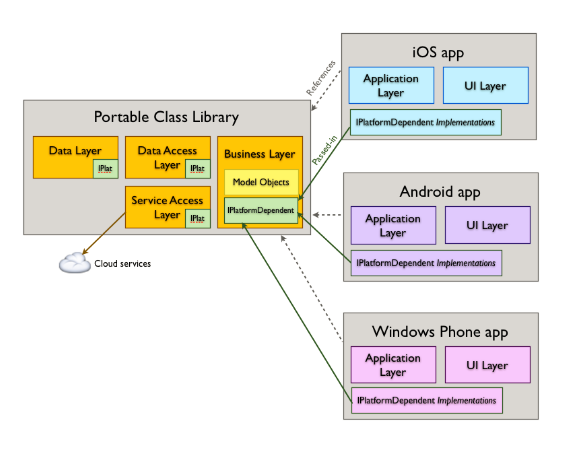 iOS app
Application
Layer
UI Layer
IPlatformDependent Implementations
References
Passed-in
Portable Class Library
Data Layer
IPlat
Data Access
Layer
IPlat
Business Layer
Model Objects
IPlatformDependent
Service Access
Layer
IPlat
Cloud services
Android app
Application
Layer
UI Layer
IPlatformDependent Implementations
Windows Phone app
Application
Layer
UI Layer
IPlatformDependent Implementations